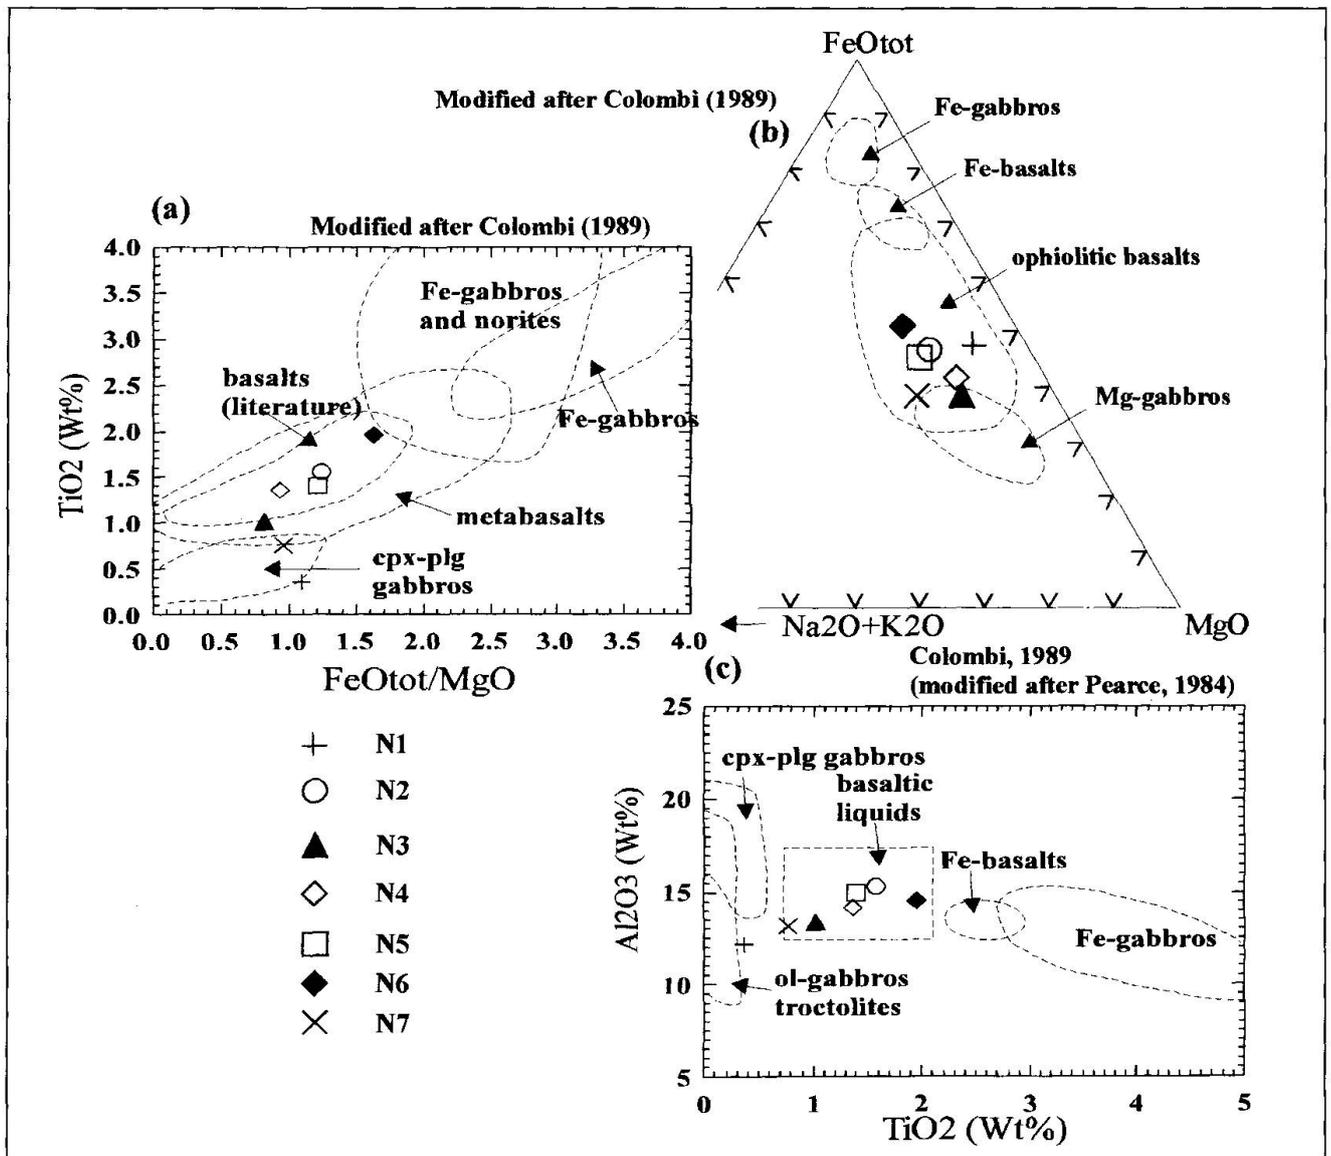 FeOtot
Modified after Colombi (1989)
(b)
Fe-gabbros
Fe-basalts
ophiolitic basalts
Mg-gabbros
Na2O+K2O
MgO
(a)
Modified after Colombi (1989)
4.0
3.5
3.0
2.5
2.0
1.5
1.0
0.5
0.0
TiO2 (Wt%)
Fe-gabbros
and norites
basalts
(literature)
Fe-gabbros
metabasalts
cpx-plg
gabbros
0.0 0.5 1.0 1.5 2.0 2.5 3.0 3.5 4.0
FeOtot/MgO
N1
N2
N3
N4
N5
N6
N7
(c)
Colombi, 1989
(modified after Pearce, 1984)
25
20
15
10
5
Al2O3 (Wt%)
cpx-plg gabbros
basaltic
liquids
Fe-basalts
Fe-gabbros
ol-gabbros
troctolites
0 1 2 3 4 5
TiO2 (Wt%)